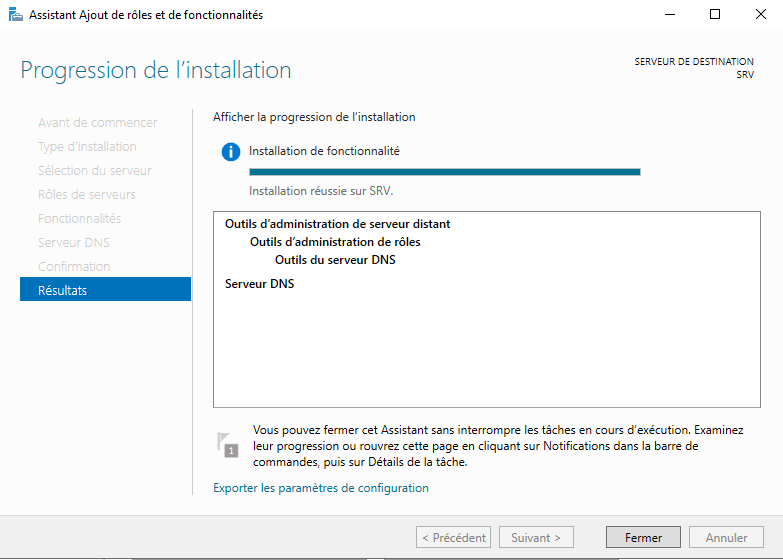 Assistant Ajout de rôles et de fonctionnalités
Progression de l'installation
SERVEUR DE DESTINATION
SRV
Avant de commencer
Type d'installation
Sélection du serveur
Rôles de serveurs
Fonctionnalités
Serveur DNS
Confirmation
Résultats
Afficher la progression de l'installation
Installation de fonctionnalité
Installation réussie sur SRV.
Outils d'administration de serveur distant
Outils d'administration de rôles
Outils du serveur DNS
Serveur DNS
1
Vous pouvez fermer cet Assistant sans interrompre les tâches en cours d'exécution. Examinez
leur progression ou rouvrez cette page en cliquant sur Notifications dans la barre de
commandes, puis sur Détails de la tâche.
Exporter les paramètres de configuration
< Précédent
Suivant >
Fermer
Annuler